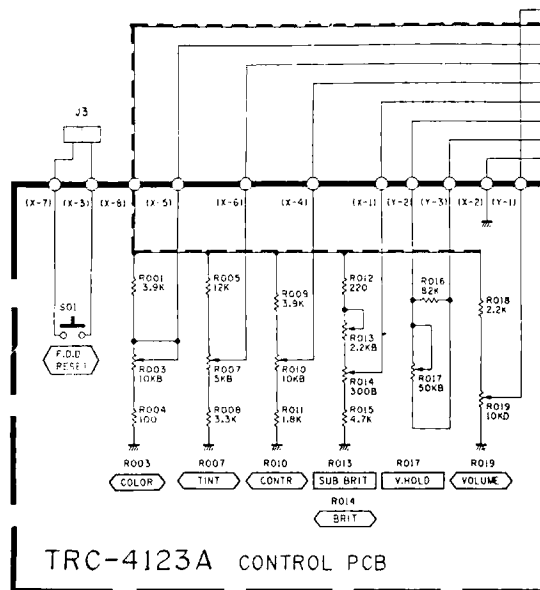 J3
(X-7) (X-3) (X-8) (X-5) (X-6) (X-4) (X-1) (Y-2) (Y-3) (X-2) (Y-1)
R001
3.9K
R005
12K
R009
3.9K
R012
220
R016
82K
R018
2.2K
S01
F.D.D
RESET
R003
10KB
R007
5KB
R010
10KB
R013
2.2KB
R014
300B
R017
50KB
R019
10KD
R004
100
R008
3.3K
R011
1.8K
R015
4.7K
R003 R007 R010 R013 R017 R019
COLOR TINT CONTR SUB BRIT V.HOLD VOLUME
R014
BRIT
TRC-4123A CONTROL PCB